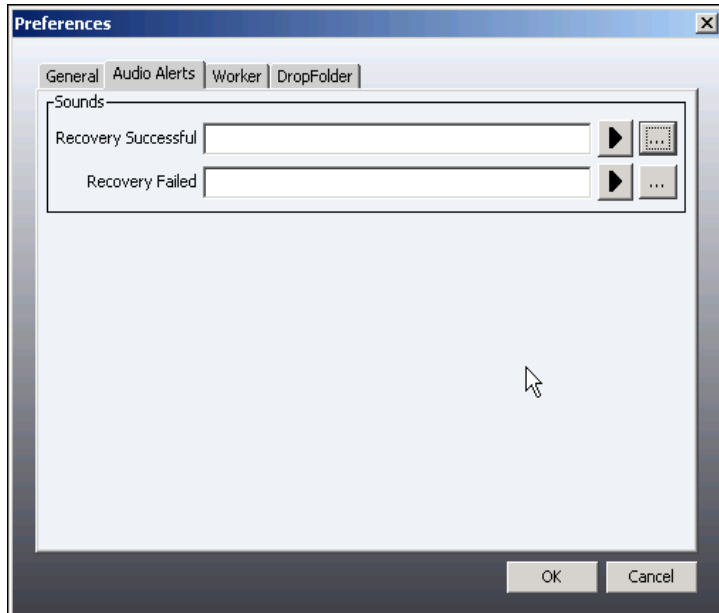 Preferences
General Audio Alerts Worker DropFolder
Sounds
Recovery Successful ...
Recovery Failed ...
OK Cancel